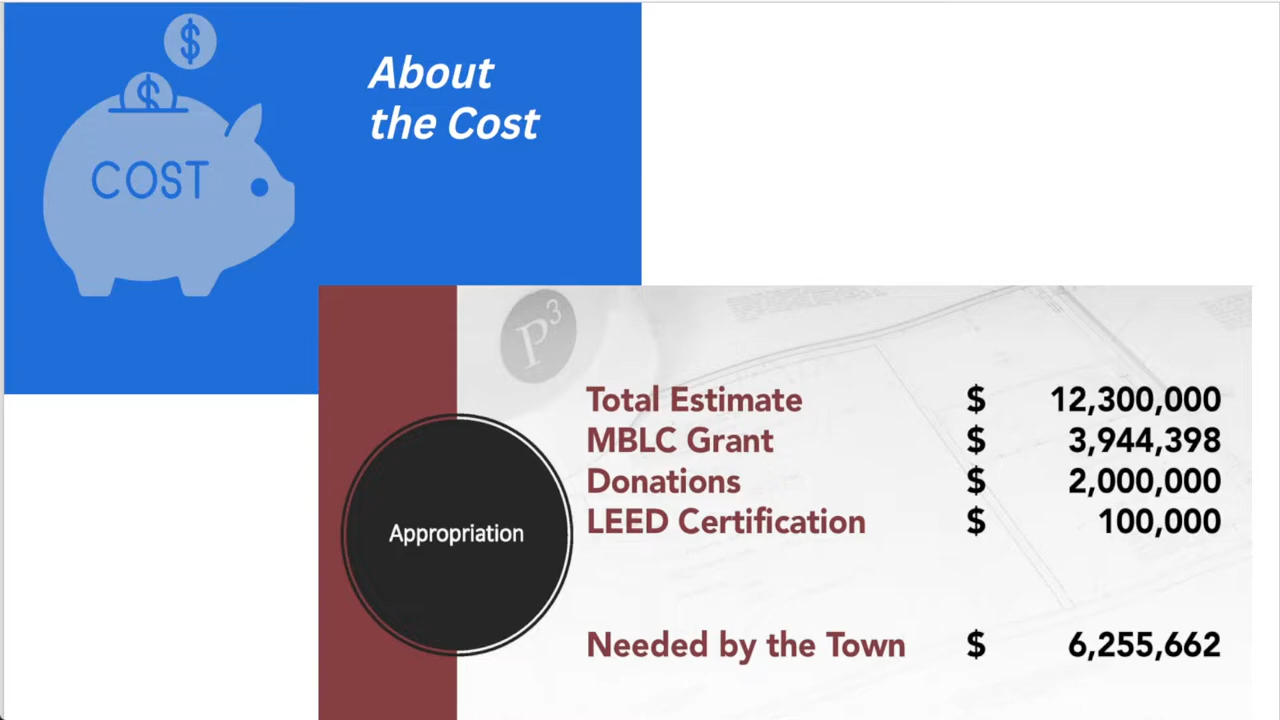 $
$
COST
About
the Cost
P³
Total Estimate $ 12,300,000
MBLC Grant $ 3,944,398
Donations $ 2,000,000
LEED Certification $ 100,000
Appropriation
Needed by the Town $ 6,255,662